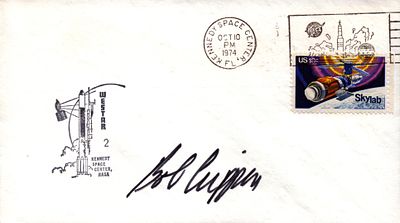 KENNEDY SPACE CENTER,
OCT 10
PM
1974
FL
US 10c
Skylab
WESTAR
2
KENNEDY
SPACE
CENTER,
NASA
Bob Crippen